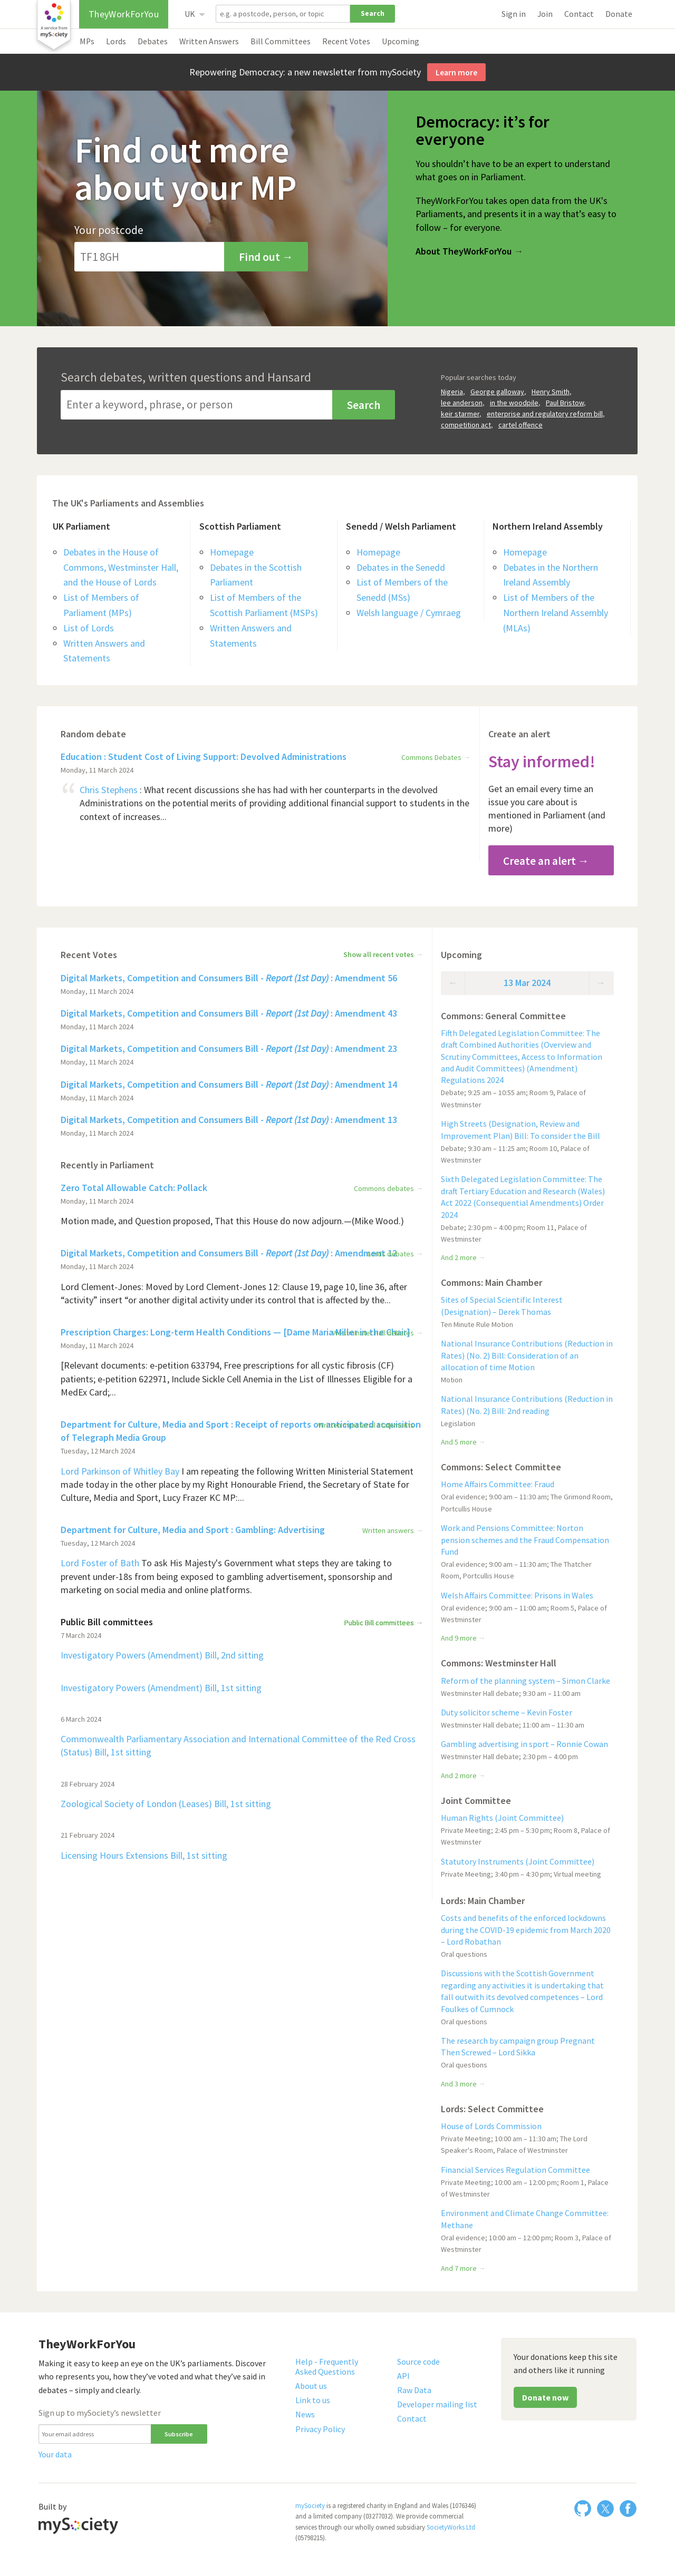 a service from
mySociety
TheyWorkForYou
UK
e.g. a postcode, person, or topic
Search
Sign in
Join
Contact
Donate
MPs
Lords
Debates
Written Answers
Bill Committees
Recent Votes
Upcoming
Repowering Democracy: a new newsletter from mySociety
Learn more
Find out more
about your MP
Your postcode
TF1 8GH
Find out →
Democracy: it’s for
everyone
You shouldn’t have to be an expert to understand
what goes on in Parliament.
TheyWorkForYou takes open data from the UK's
Parliaments, and presents it in a way that’s easy to
follow – for everyone.
About TheyWorkForYou →
Search debates, written questions and Hansard
Enter a keyword, phrase, or person
Search
Popular searches today
Nigeria, George galloway, Henry Smith,
lee anderson, in the woodpile, Paul Bristow,
keir starmer, enterprise and regulatory reform bill,
competition act, cartel offence
The UK's Parliaments and Assemblies
UK Parliament
Debates in the House of
Commons, Westminster Hall,
and the House of Lords
List of Members of
Parliament (MPs)
List of Lords
Written Answers and
Statements
Scottish Parliament
Homepage
Debates in the Scottish
Parliament
List of Members of the
Scottish Parliament (MSPs)
Written Answers and
Statements
Senedd / Welsh Parliament
Homepage
Debates in the Senedd
List of Members of the
Senedd (MSs)
Welsh language / Cymraeg
Northern Ireland Assembly
Homepage
Debates in the Northern
Ireland Assembly
List of Members of the
Northern Ireland Assembly
(MLAs)
Random debate
Education : Student Cost of Living Support: Devolved Administrations
Commons Debates →
Monday, 11 March 2024
“ Chris Stephens : What recent discussions she has had with her counterparts in the devolved
Administrations on the potential merits of providing additional financial support to students in the
context of increases...
Create an alert
Stay informed!
Get an email every time an
issue you care about is
mentioned in Parliament (and
more)
Create an alert →
Recent Votes
Show all recent votes →
Digital Markets, Competition and Consumers Bill - Report (1st Day) : Amendment 56
Monday, 11 March 2024
Digital Markets, Competition and Consumers Bill - Report (1st Day) : Amendment 43
Monday, 11 March 2024
Digital Markets, Competition and Consumers Bill - Report (1st Day) : Amendment 23
Monday, 11 March 2024
Digital Markets, Competition and Consumers Bill - Report (1st Day) : Amendment 14
Monday, 11 March 2024
Digital Markets, Competition and Consumers Bill - Report (1st Day) : Amendment 13
Monday, 11 March 2024
Recently in Parliament
Zero Total Allowable Catch: Pollack
Commons debates →
Monday, 11 March 2024
Motion made, and Question proposed, That this House do now adjourn.—(Mike Wood.)
Digital Markets, Competition and Consumers Bill - Report (1st Day) : Amendment 12
debates →
Monday, 11 March 2024
Lord Clement-Jones: Moved by Lord Clement-Jones 12: Clause 19, page 10, line 36, after
“activity” insert “or another digital activity under its control that is affected by the...
Prescription Charges: Long-term Health Conditions — [Dame Maria Miller in the Chair]
Monday, 11 March 2024
[Relevant documents: e-petition 633794, Free prescriptions for all cystic fibrosis (CF)
patients; e-petition 622971, Include Sickle Cell Anemia in the List of Illnesses Eligible for a
MedEx Card;...
Department for Culture, Media and Sport : Receipt of reports on anticipated acquisition
of Telegraph Media Group
Tuesday, 12 March 2024
Lord Parkinson of Whitley Bay I am repeating the following Written Ministerial Statement
made today in the other place by my Right Honourable Friend, the Secretary of State for
Culture, Media and Sport, Lucy Frazer KC MP:...
Department for Culture, Media and Sport : Gambling: Advertising
Written answers →
Tuesday, 12 March 2024
Lord Foster of Bath To ask His Majesty's Government what steps they are taking to
prevent under-18s from being exposed to gambling advertisement, sponsorship and
marketing on social media and online platforms.
Public Bill committees
Public Bill committees →
7 March 2024
Investigatory Powers (Amendment) Bill, 2nd sitting
Investigatory Powers (Amendment) Bill, 1st sitting
6 March 2024
Commonwealth Parliamentary Association and International Committee of the Red Cross
(Status) Bill, 1st sitting
28 February 2024
Zoological Society of London (Leases) Bill, 1st sitting
21 February 2024
Licensing Hours Extensions Bill, 1st sitting
Upcoming
← 13 Mar 2024 →
Commons: General Committee
Fifth Delegated Legislation Committee: The
draft Combined Authorities (Overview and
Scrutiny Committees, Access to Information
and Audit Committees) (Amendment)
Regulations 2024
Debate; 9:25 am – 10:55 am; Room 9, Palace of
Westminster
High Streets (Designation, Review and
Improvement Plan) Bill: To consider the Bill
Debate; 9:30 am – 11:25 am; Room 10, Palace of
Westminster
Sixth Delegated Legislation Committee: The
draft Tertiary Education and Research (Wales)
Act 2022 (Consequential Amendments) Order
2024
Debate; 2:30 pm – 4:00 pm; Room 11, Palace of
Westminster
And 2 more →
Commons: Main Chamber
Sites of Special Scientific Interest
(Designation) – Derek Thomas
Ten Minute Rule Motion
National Insurance Contributions (Reduction in
Rates) (No. 2) Bill: Consideration of an
allocation of time Motion
Motion
National Insurance Contributions (Reduction in
Rates) (No. 2) Bill: 2nd reading
Legislation
And 5 more →
Commons: Select Committee
Home Affairs Committee: Fraud
Oral evidence; 9:00 am – 11:30 am; The Grimond Room,
Portcullis House
Work and Pensions Committee: Norton
pension schemes and the Fraud Compensation
Fund
Oral evidence; 9:00 am – 11:30 am; The Thatcher
Room, Portcullis House
Welsh Affairs Committee: Prisons in Wales
Oral evidence; 9:00 am – 11:00 am; Room 5, Palace of
Westminster
And 9 more →
Commons: Westminster Hall
Reform of the planning system – Simon Clarke
Westminster Hall debate; 9:30 am – 11:00 am
Duty solicitor scheme – Kevin Foster
Westminster Hall debate; 11:00 am – 11:30 am
Gambling advertising in sport – Ronnie Cowan
Westminster Hall debate; 2:30 pm – 4:00 pm
And 2 more →
Joint Committee
Human Rights (Joint Committee)
Private Meeting; 2:45 pm – 5:30 pm; Room 8, Palace of
Westminster
Statutory Instruments (Joint Committee)
Private Meeting; 3:40 pm – 4:30 pm; Virtual meeting
Lords: Main Chamber
Costs and benefits of the enforced lockdowns
during the COVID-19 epidemic from March 2020
– Lord Robathan
Oral questions
Discussions with the Scottish Government
regarding any activities it is undertaking that
fall outwith its devolved competences – Lord
Foulkes of Cumnock
Oral questions
The research by campaign group Pregnant
Then Screwed – Lord Sikka
Oral questions
And 3 more →
Lords: Select Committee
House of Lords Commission
Private Meeting; 10:00 am – 11:30 am; The Lord
Speaker's Room, Palace of Westminster
Financial Services Regulation Committee
Private Meeting; 10:00 am – 12:00 pm; Room 1, Palace
of Westminster
Environment and Climate Change Committee:
Methane
Oral evidence; 10:00 am – 12:00 pm; Room 3, Palace of
Westminster
And 7 more →
TheyWorkForYou
Making it easy to keep an eye on the UK’s parliaments. Discover
who represents you, how they’ve voted and what they’ve said in
debates – simply and clearly.
Sign up to mySociety’s newsletter
Your email address
Subscribe
Your data
Help - Frequently
Asked Questions
About us
Link to us
News
Privacy Policy
Source code
API
Raw Data
Developer mailing list
Contact
Your donations keep this site
and others like it running
Donate now
Built by
mySociety
mySociety is a registered charity in England and Wales (1076346)
and a limited company (03277032). We provide commercial
services through our wholly owned subsidiary SocietyWorks Ltd
(05798215).